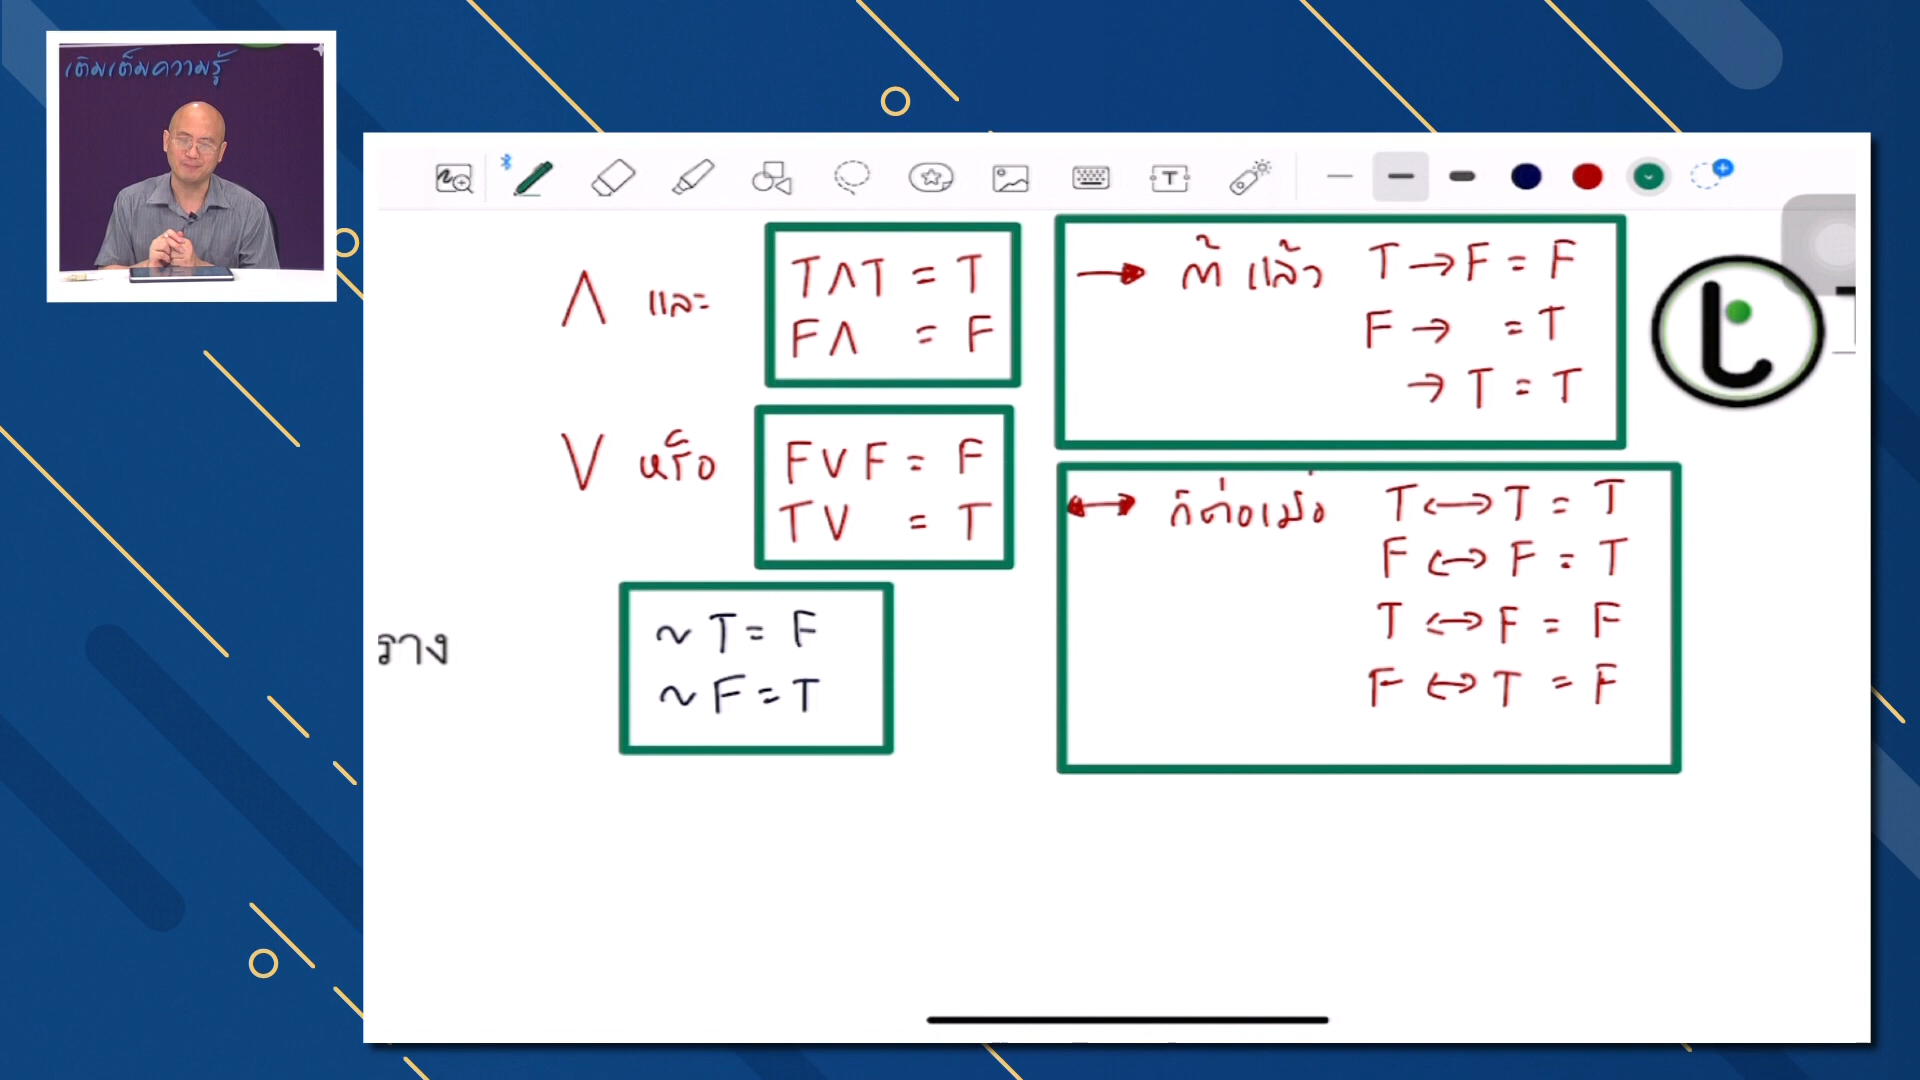 เติมเต็มความรู้
∧ และ
T∧T = T
F∧ = F
∨ หรือ
F∨F = F
T∨ = T
~T = F
~F = T
ราง
→ ถ้า แล้ว T→F = F
F→ = T
→T = T
↔ ก็ต่อเมื่อ T↔T = T
F↔F = T
T↔F = F
F↔T = F